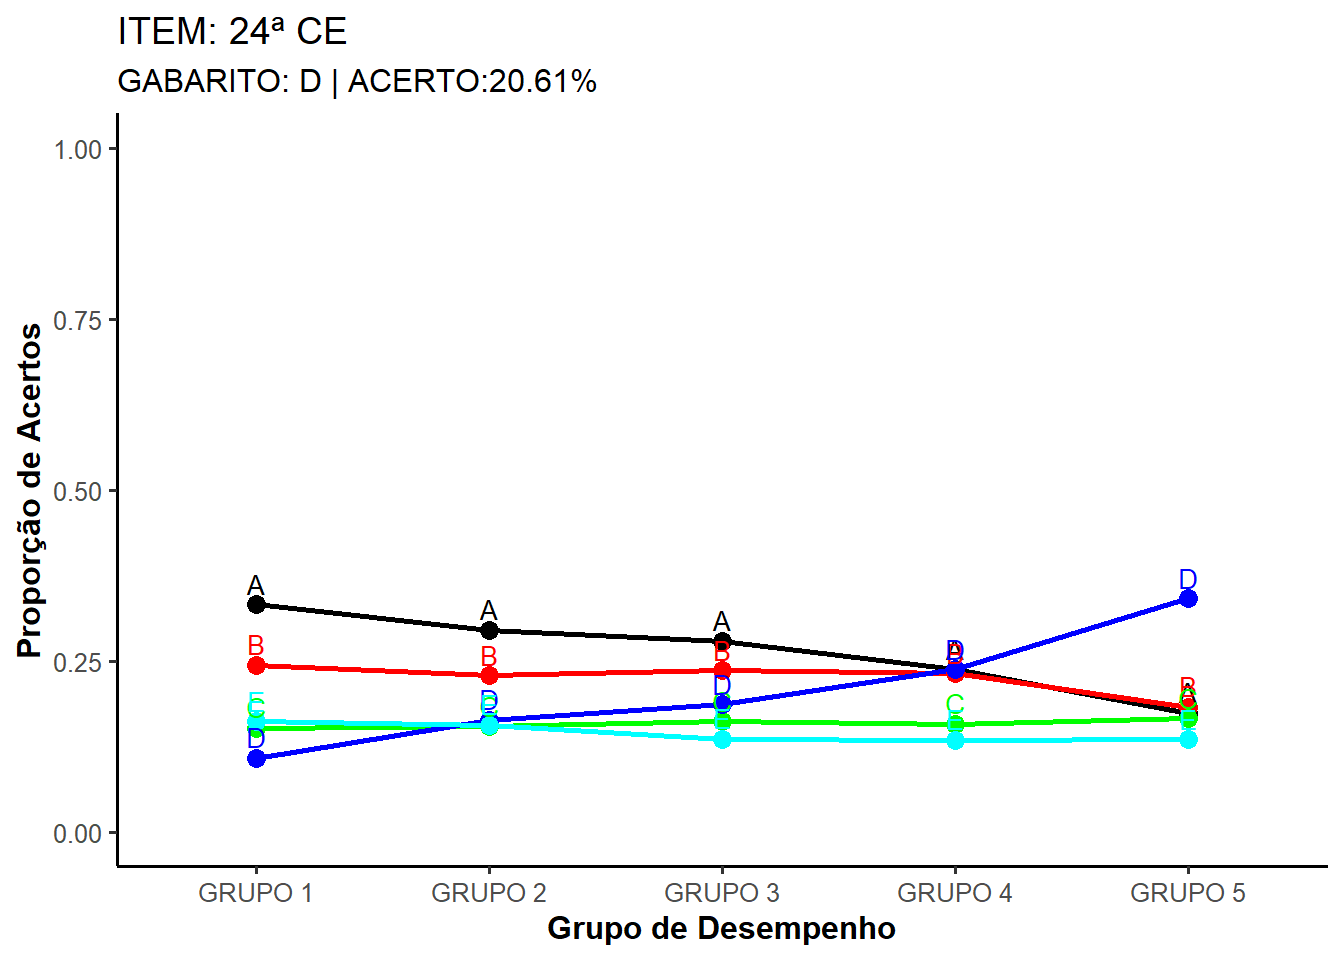 ITEM: 24ª CE
GABARITO: D | ACERTO:20.61%
1.00
0.75
0.50
0.25
0.00
Proporção de Acertos
A
A
A
A
B
B
B
B
B
D
D
D
D
D
C
C
GRUPO 1 GRUPO 2 GRUPO 3 GRUPO 4 GRUPO 5
Grupo de Desempenho